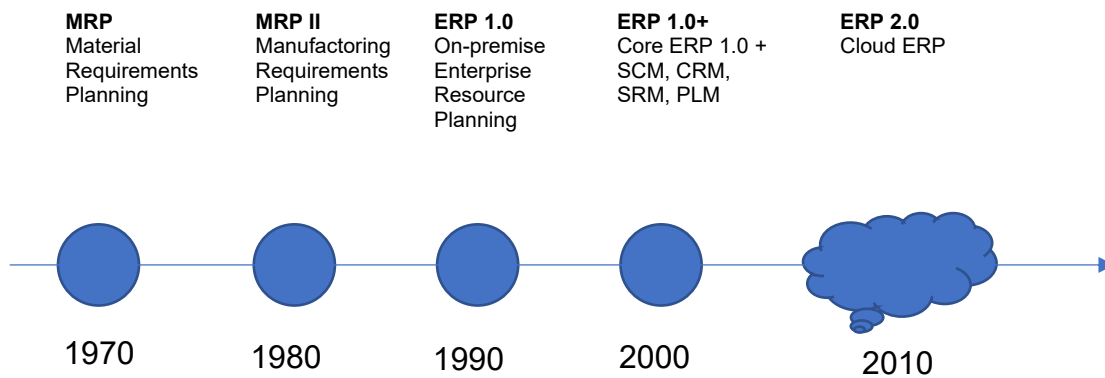 MRP
Material
Requirements
Planning
MRP II
Manufactoring
Requirements
Planning
ERP 1.0
On-premise
Enterprise
Resource
Planning
ERP 1.0+
Core ERP 1.0 +
SCM, CRM,
SRM, PLM
ERP 2.0
Cloud ERP
1970
1980
1990
2000
2010